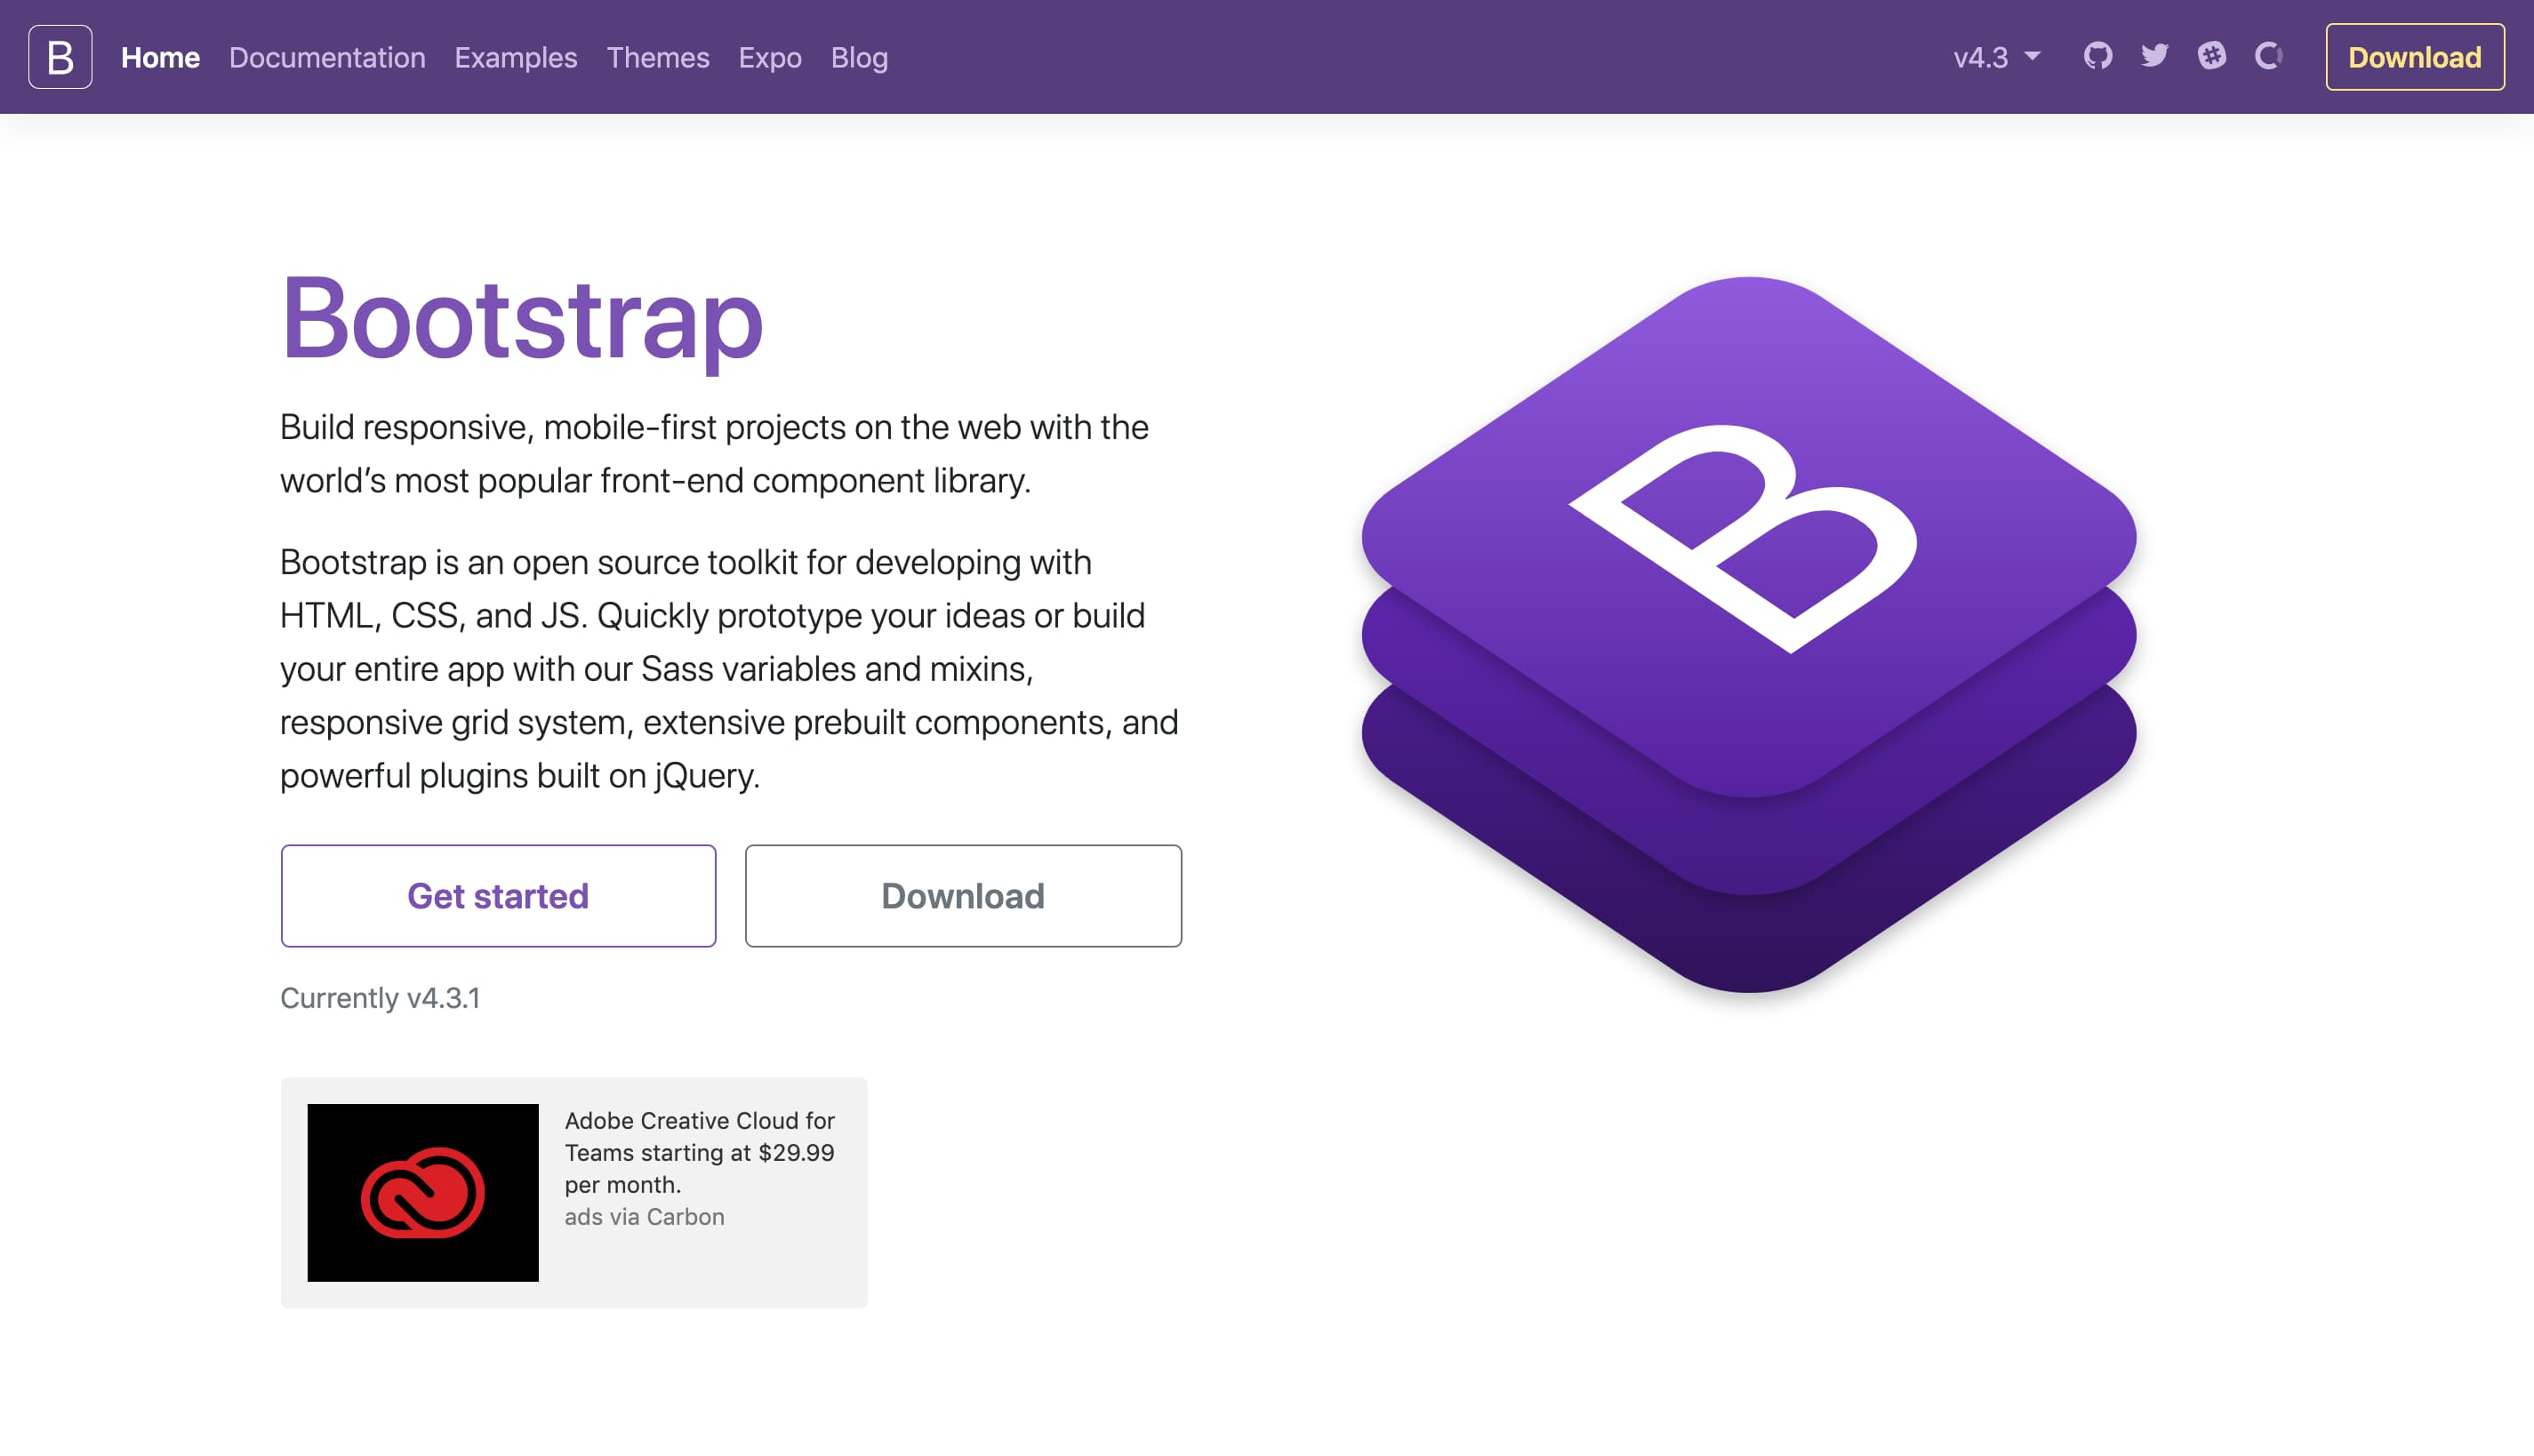 B Home Documentation Examples Themes Expo Blog v4.3 Download
Bootstrap
Build responsive, mobile-first projects on the web with the
world’s most popular front-end component library.
Bootstrap is an open source toolkit for developing with
HTML, CSS, and JS. Quickly prototype your ideas or build
your entire app with our Sass variables and mixins,
responsive grid system, extensive prebuilt components, and
powerful plugins built on jQuery.
Get started Download
Currently v4.3.1
Adobe Creative Cloud for
Teams starting at $29.99
per month.
ads via Carbon
B